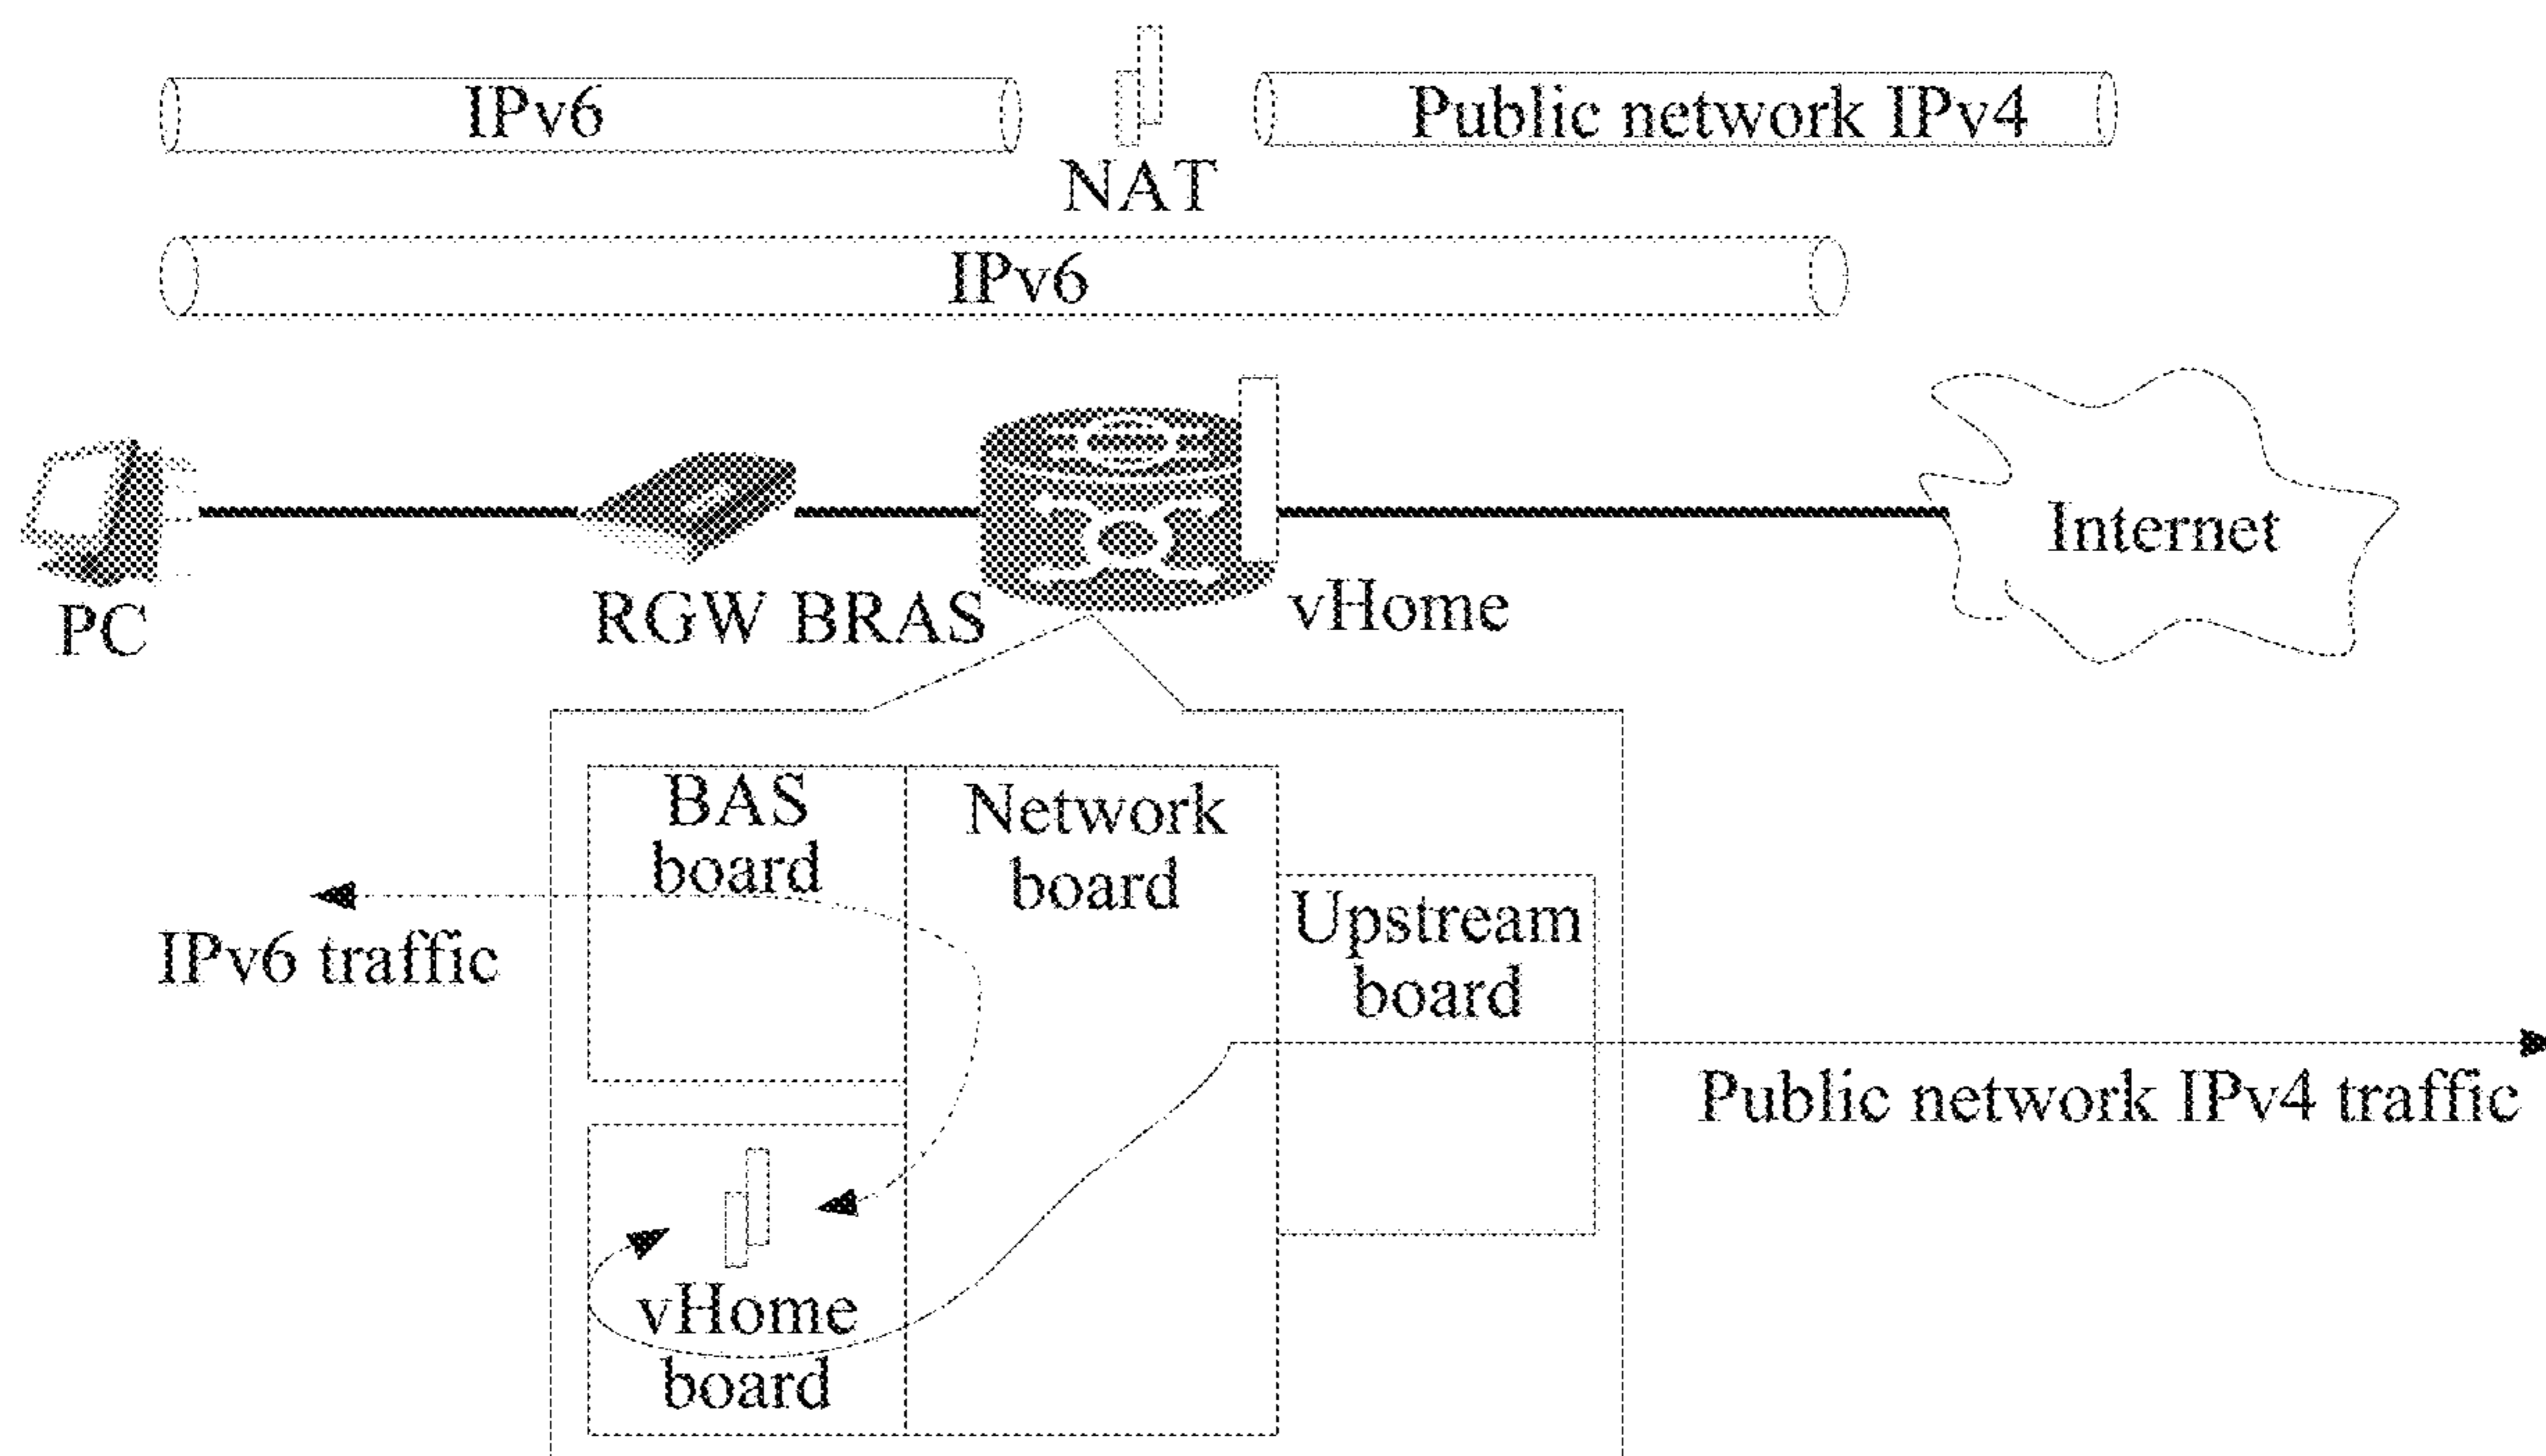 IPv6
Public network IPv4
NAT
IPv6
Internet
PC
RGW BRAS
vHome
BAS
board
Network
board
Upstream
board
IPv6 traffic
Public network IPv4 traffic
vHome
board